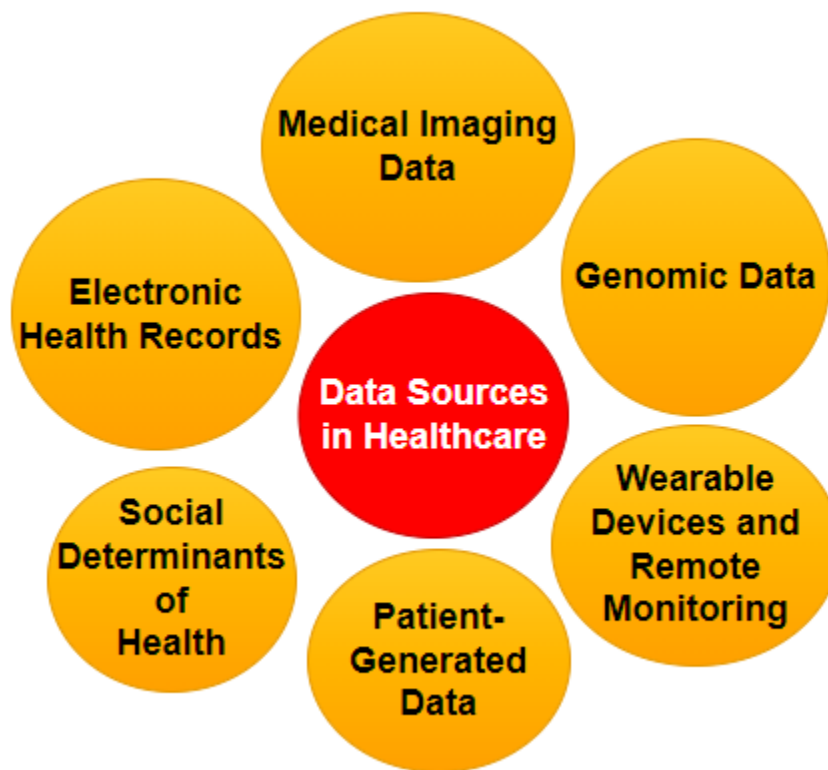 Medical Imaging
Data
Genomic Data
Electronic
Health Records
Data Sources
in Healthcare
Wearable
Devices and
Remote
Monitoring
Social
Determinants
of
Health
Patient-
Generated
Data